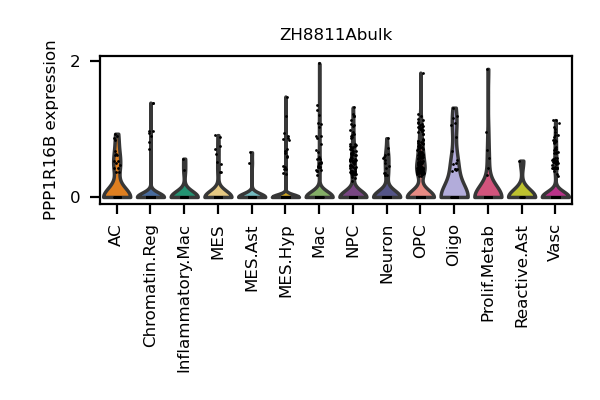 ZH8811Abulk
PPP1R16B expression
2
0
AC
Chromatin.Reg
Inflammatory.Mac
MES
MES.Ast
MES.Hyp
Mac
NPC
Neuron
OPC
Oligo
Prolif.Metab
Reactive.Ast
Vasc